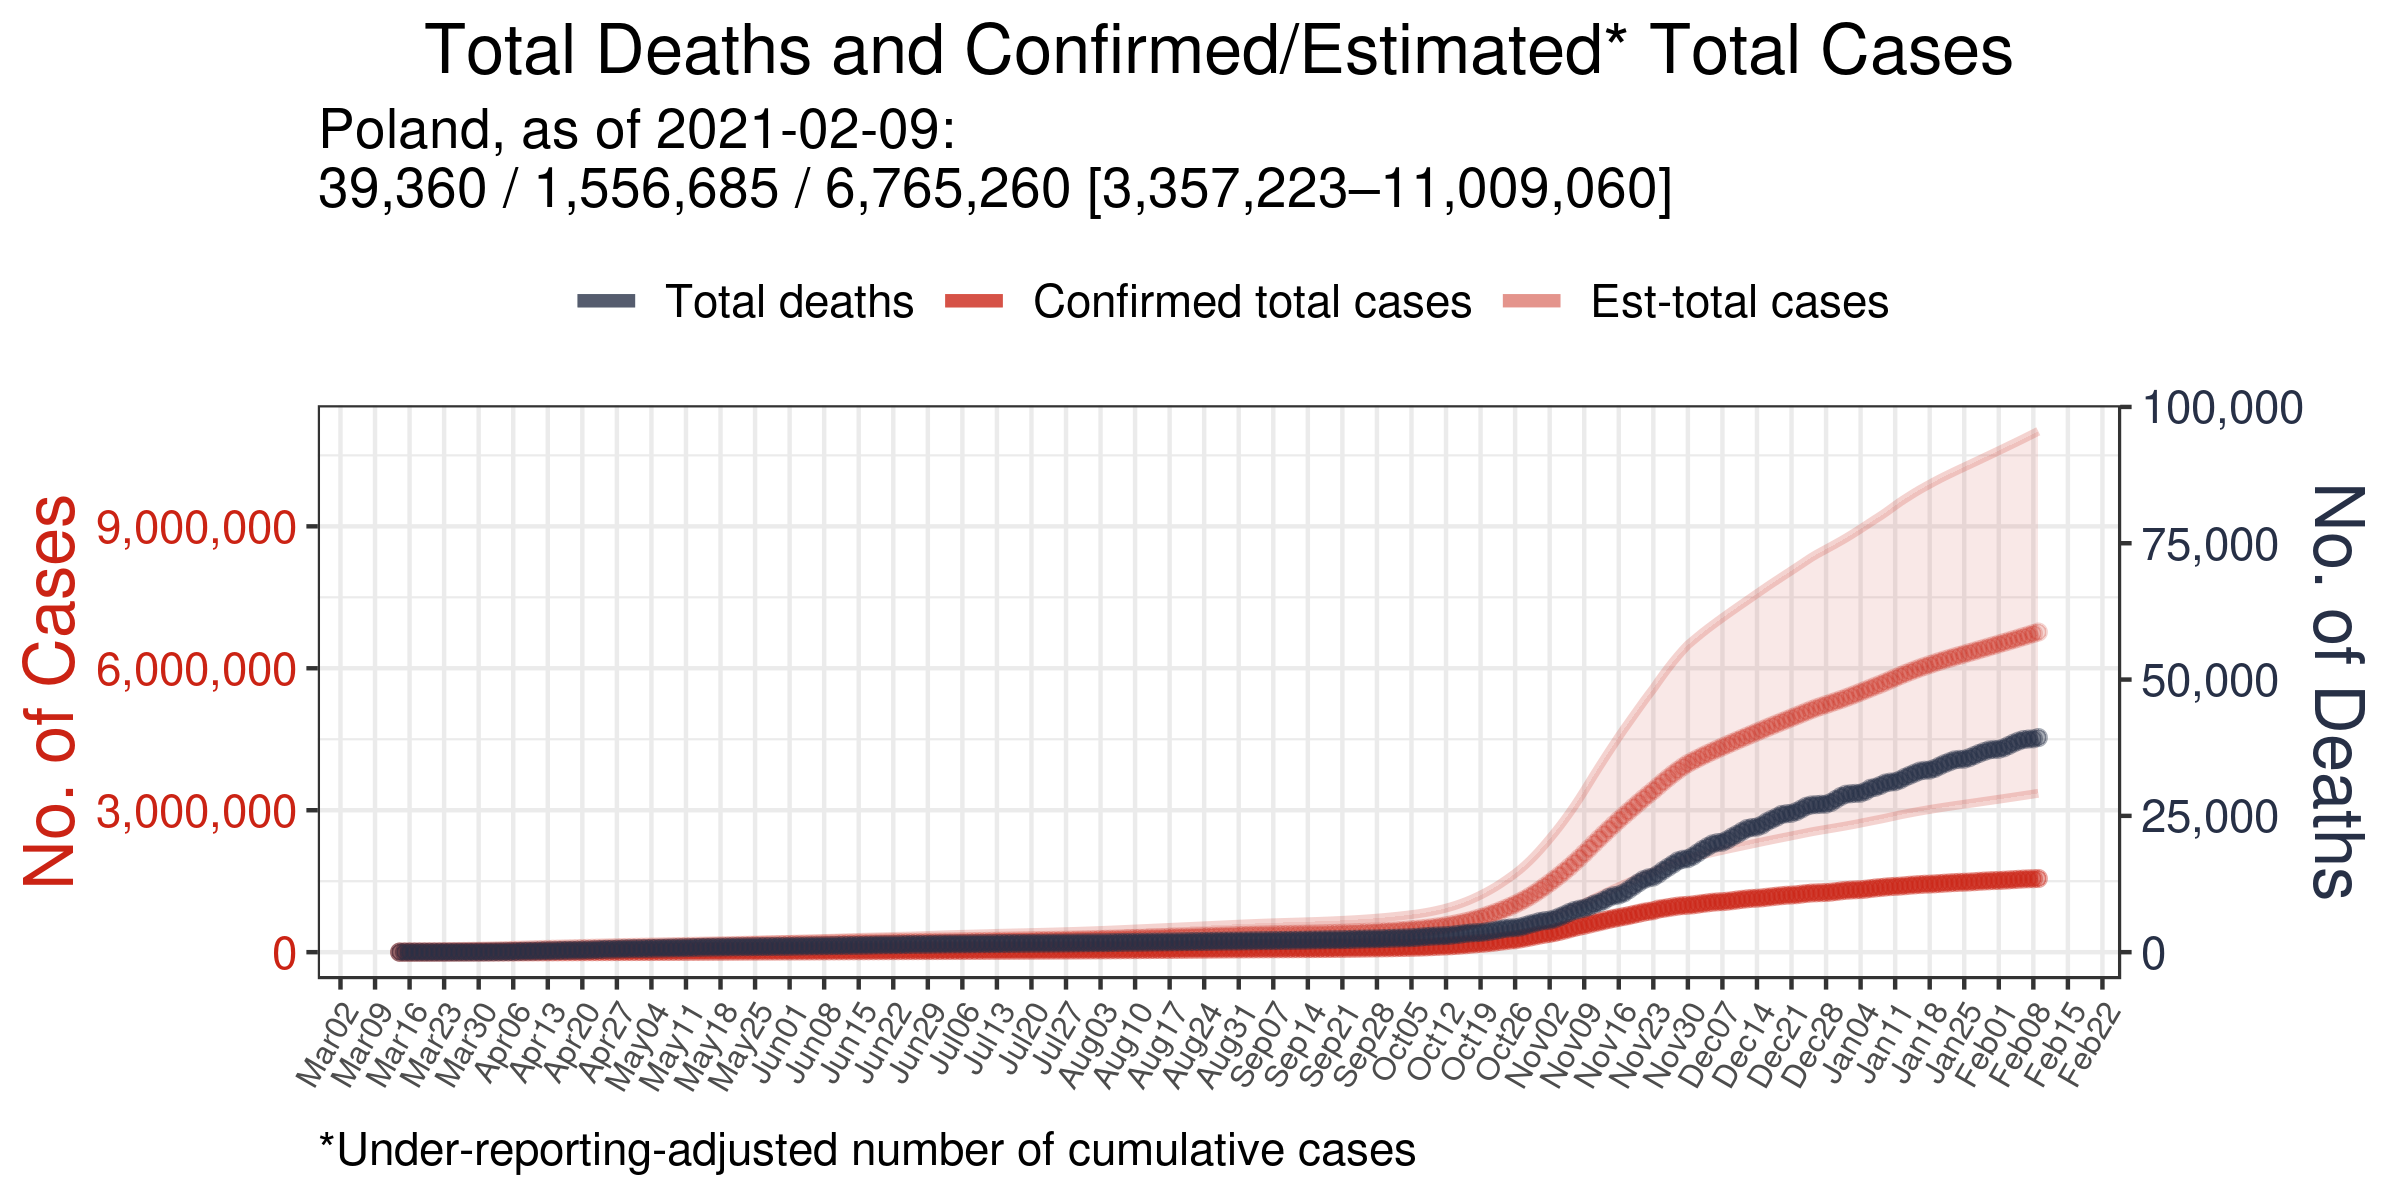 Total Deaths and Confirmed/Estimated* Total Cases
Poland, as of 2021-02-09:
39,360 / 1,556,685 / 6,765,260 [3,357,223–11,009,060]
Total deaths
Confirmed total cases
Est-total cases
No. of Cases
9,000,000
6,000,000
3,000,000
0
100,000
75,000
50,000
25,000
0
No. of Deaths
Mar02
Mar09
Mar16
Mar23
Mar30
Apr06
Apr13
Apr20
Apr27
May04
May11
May18
May25
Jun01
Jun08
Jun15
Jun22
Jun29
Jul06
Jul13
Jul20
Jul27
Aug03
Aug10
Aug17
Aug24
Aug31
Sep07
Sep14
Sep21
Sep28
Oct05
Oct12
Oct19
Oct26
Nov02
Nov09
Nov16
Nov23
Nov30
Dec07
Dec14
Dec21
Dec28
Jan04
Jan11
Jan18
Jan25
Feb01
Feb08
Feb15
Feb22
*Under-reporting-adjusted number of cumulative cases